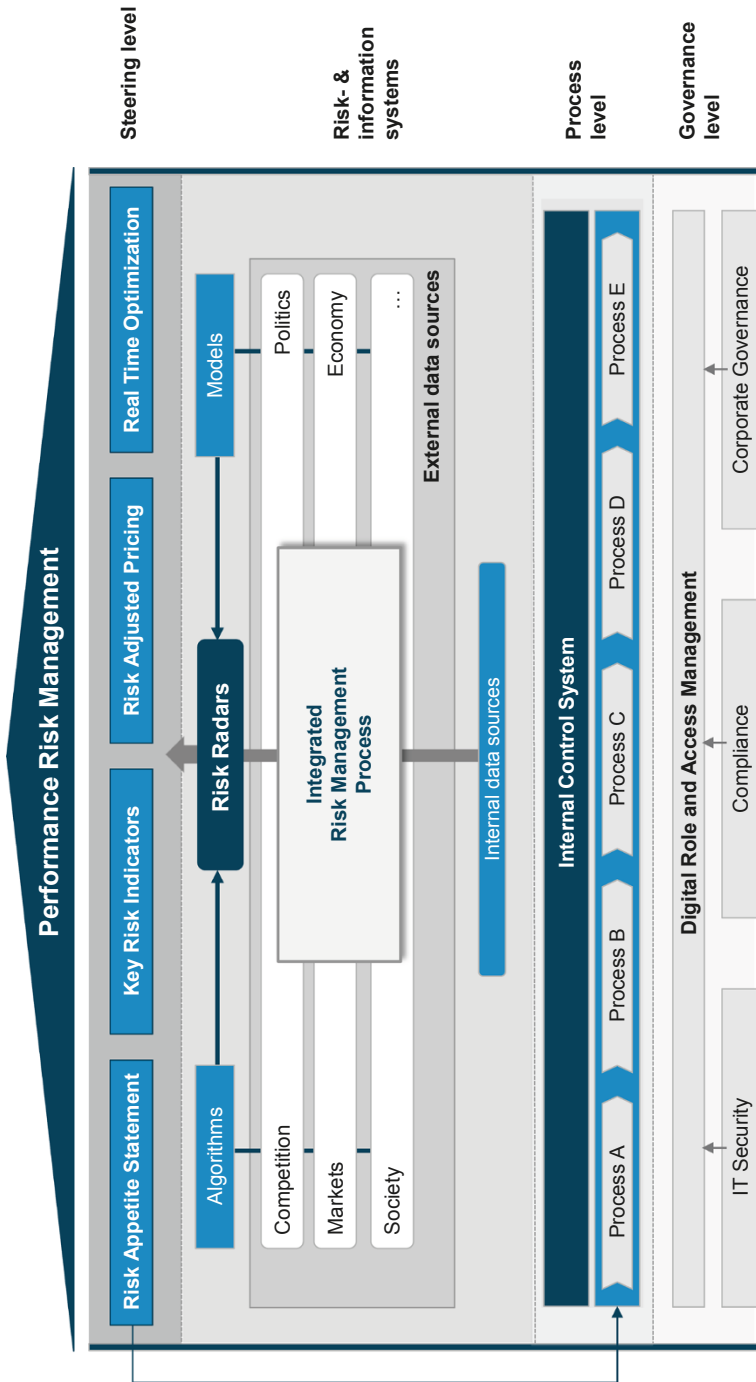 Performance Risk Management
Risk Appetite Statement
Key Risk Indicators
Risk Adjusted Pricing
Real Time Optimization
Steering level
Algorithms
Risk Radars
Models
Competition
Politics
Markets
Economy
Society
…
Integrated
Risk Management
Process
External data sources
Internal data sources
Risk- &
information
systems
Internal Control System
Process A
Process B
Process C
Process D
Process E
Process
level
Digital Role and Access Management
IT Security
Compliance
Corporate Governance
Governance
level